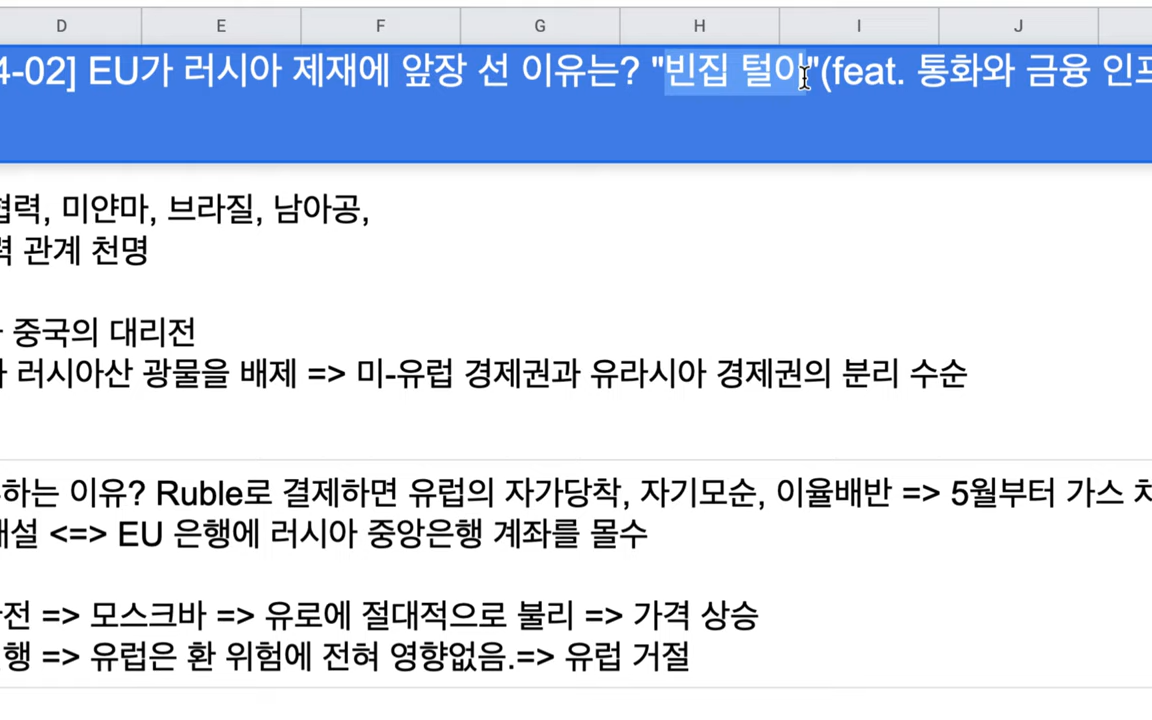 D E F G H I J
4-02] EU가 러시아 제재에 앞장 선 이유는? "빈집 털이"(feat. 통화와 금융 인프
협력, 미얀마, 브라질, 남아공,
력 관계 천명
중국의 대리전
러시아산 광물을 배제 => 미-유럽 경제권과 유라시아 경제권의 분리 수순
하는 이유? Ruble로 결제하면 유럽의 자가당착, 자기모순, 이율배반 => 5월부터 가스 차
개설 <=> EU 은행에 러시아 중앙은행 계좌를 몰수
전 => 모스크바 => 유로에 절대적으로 불리 => 가격 상승
행 => 유럽은 환 위험에 전혀 영향없음.=> 유럽 거절